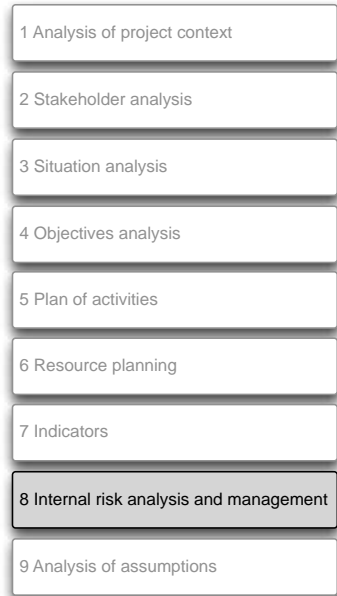 1 Analysis of project context
2 Stakeholder analysis
3 Situation analysis
4 Objectives analysis
5 Plan of activities
6 Resource planning
7 Indicators
8 Internal risk analysis and management
9 Analysis of assumptions